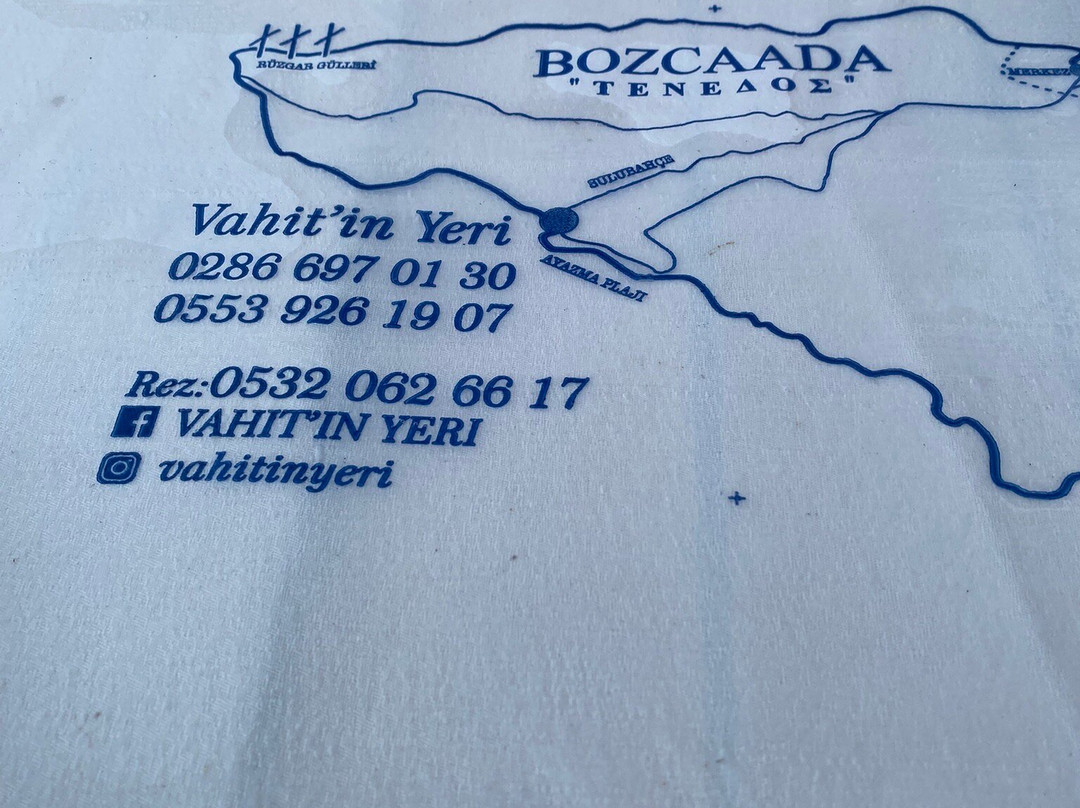 RÜZGAR GÜLLERİ
BOZCAADA
"ΤΕΝΕΔΟΣ"
MERKEZ
SULUBAHÇE
AYAZMA PLAJI
Vahit'in Yeri
0286 697 01 30
0553 926 19 07
Rez:0532 062 66 17
VAHIT'IN YERI
vahitinyeri